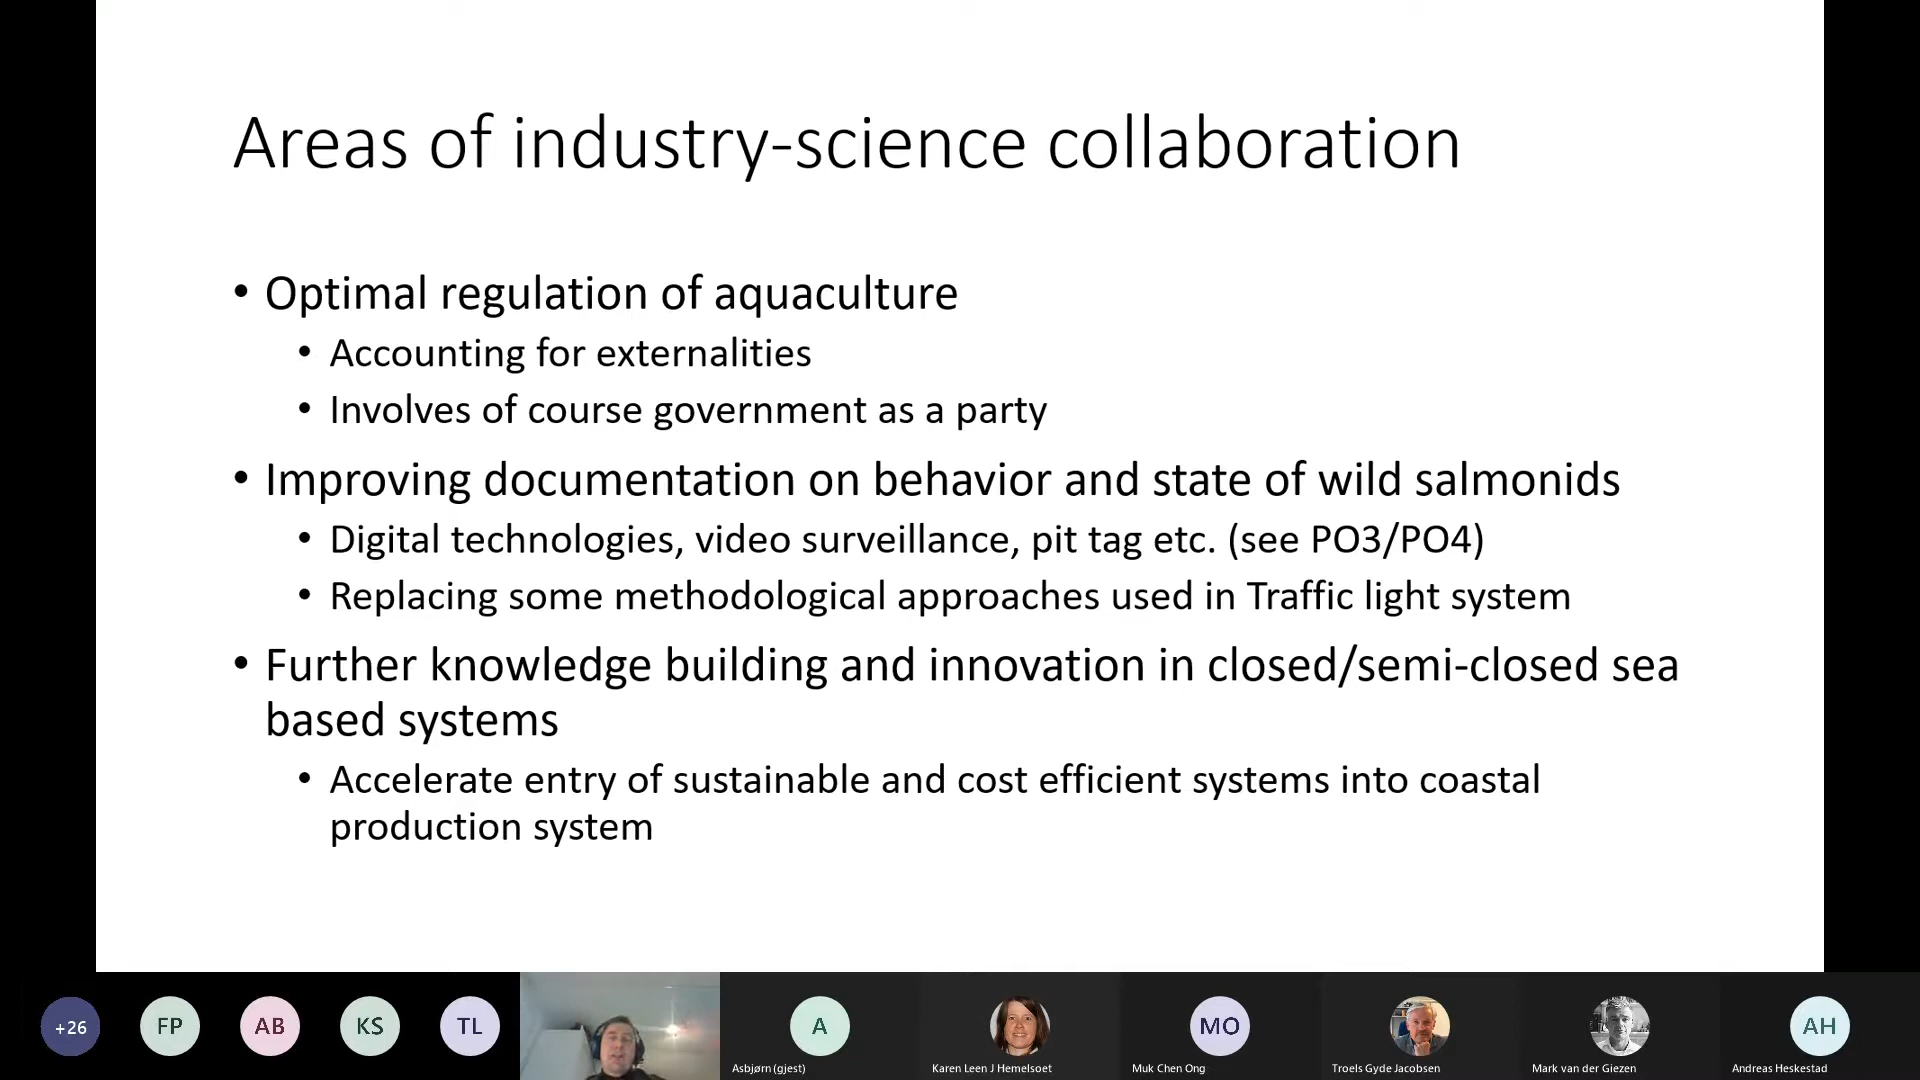 Areas of industry-science collaboration
• Optimal regulation of aquaculture
• Accounting for externalities
• Involves of course government as a party
• Improving documentation on behavior and state of wild salmonids
• Digital technologies, video surveillance, pit tag etc. (see PO3/PO4)
• Replacing some methodological approaches used in Traffic light system
• Further knowledge building and innovation in closed/semi-closed sea
based systems
• Accelerate entry of sustainable and cost efficient systems into coastal
production system
+26
FP
AB
KS
TL
A
MO
AH
Asbjørn (gjest)
Karen Leen J Hemelsoet
Muk Chen Ong
Troels Gyde Jacobsen
Mark van der Giezen
Andreas Heskestad